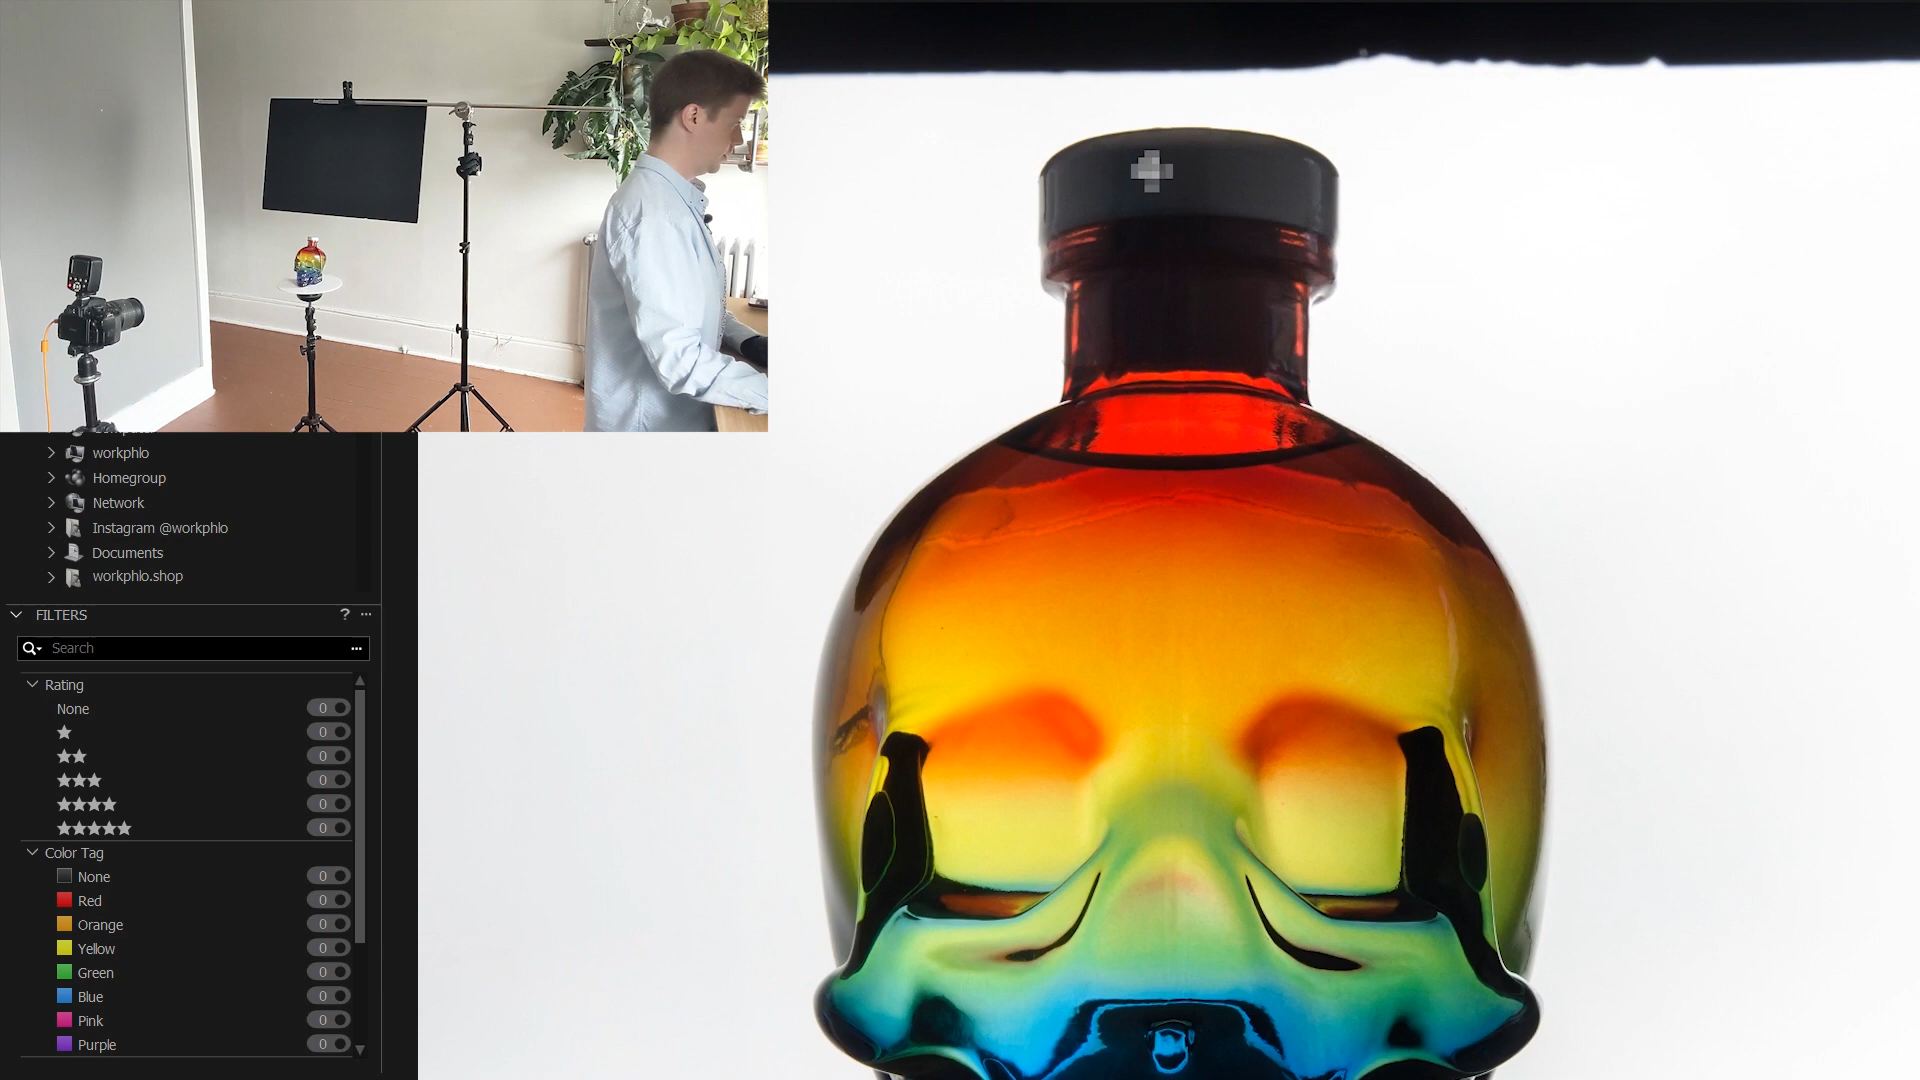 workphlo
Homegroup
Network
Instagram @workphlo
Documents
workphlo.shop
FILTERS ? ...
Search ...
Rating
None 0
0
0
0
0
0
Color Tag
None 0
Red 0
Orange 0
Yellow 0
Green 0
Blue 0
Pink 0
Purple 0